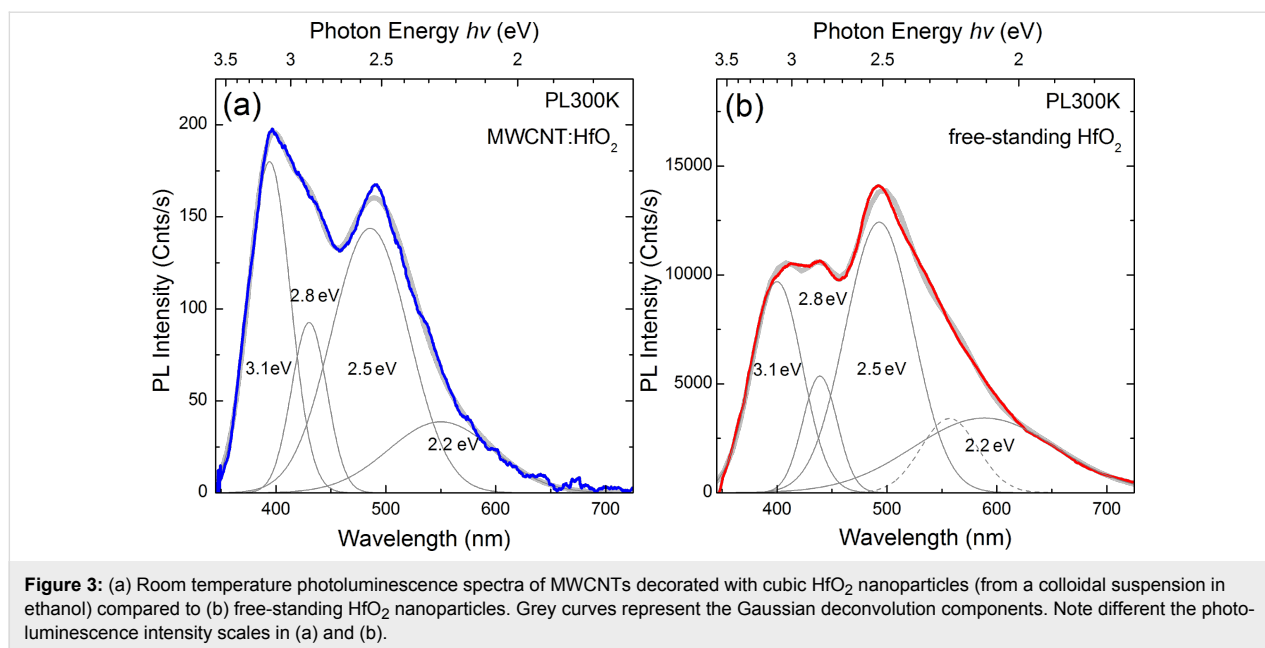 Photon Energy hν (eV)
3.5 3 2.5 2
(a)
PL300K
MWCNT:HfO₂
200
150
100
50
0
PL Intensity (Cnts/s)
2.8 eV
3.1 eV
2.5 eV
2.2 eV
400 500 600 700
Wavelength (nm)
Photon Energy hν (eV)
3.5 3 2.5 2
(b)
PL300K
free-standing HfO₂
15000
10000
5000
0
PL Intensity (Cnts/s)
2.8 eV
3.1 eV
2.5 eV
2.2 eV
400 500 600 700
Wavelength (nm)
Figure 3: (a) Room temperature photoluminescence spectra of MWCNTs decorated with cubic HfO₂ nanoparticles (from a colloidal suspension in
ethanol) compared to (b) free-standing HfO₂ nanoparticles. Grey curves represent the Gaussian deconvolution components. Note different the photo-
luminescence intensity scales in (a) and (b).